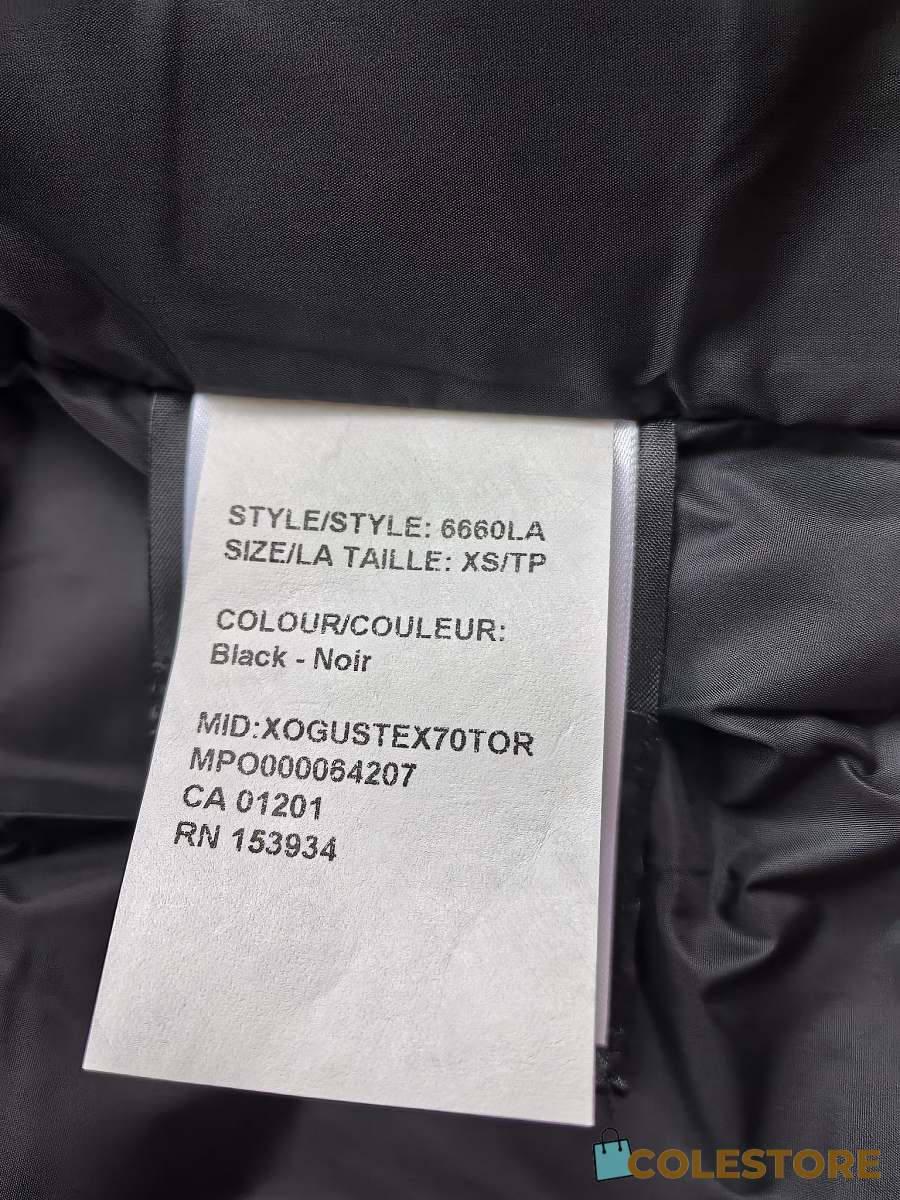 STYLE/STYLE: 6660LA
SIZE/LA TAILLE: XS/TP
COLOUR/COULEUR:
Black - Noir
MID:XOGUSTEX70TOR
MPO000064207
CA 01201
RN 153934
COLESTORE